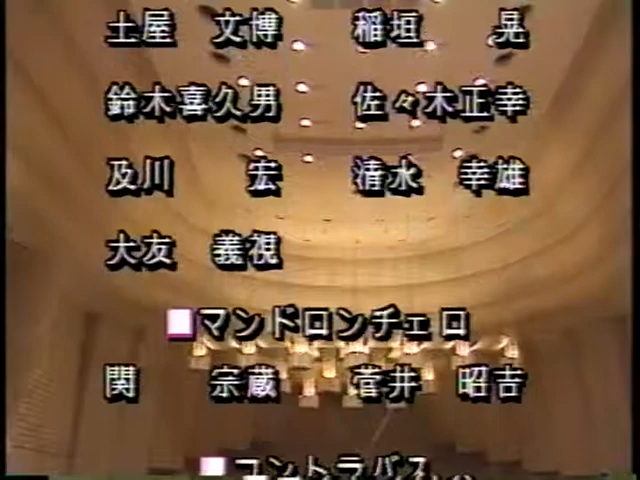 土屋 文博 稲垣 晃
鈴木喜久男 佐々木正幸
及川 宏 清水 幸雄
大友 義視
■マンドロンチェロ
関 宗蔵 菅井 昭吉
■コントラバス